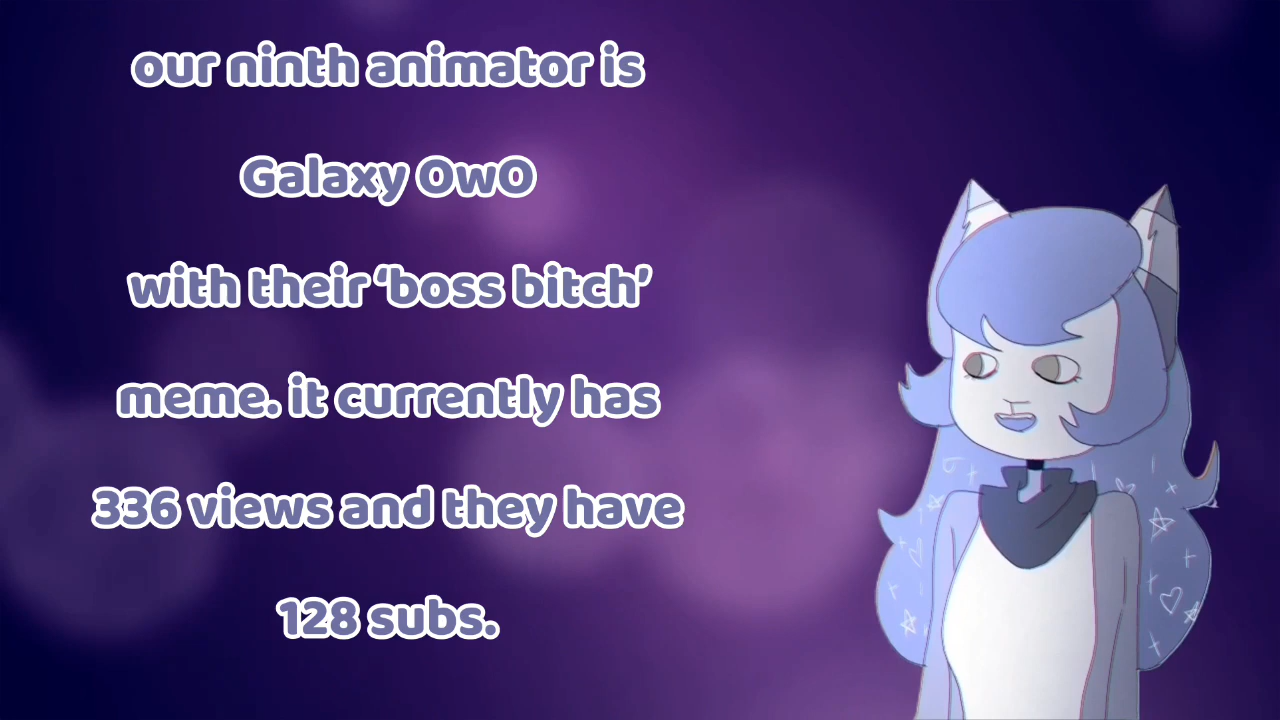 our ninth animator is
Galaxy OwO
with their ‘boss bitch’
meme. it currently has
336 views and they have
128 subs.